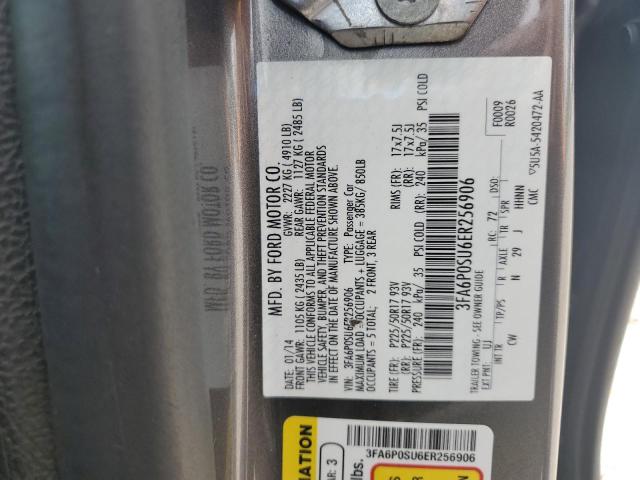 MFD. BY FORD MOTOR CO.
DATE: 01/14 GVWR: 2227 KG ( 4910 LB)
FRONT GAWR: 1105 KG ( 2435 LB) REAR GAWR: 1127 KG ( 2485 LB)
THIS VEHICLE CONFORMS TO ALL APPLICABLE FEDERAL MOTOR
VEHICLE SAFETY, BUMPER, AND THEFT PREVENTION STANDARDS
IN EFFECT ON THE DATE OF MANUFACTURE SHOWN ABOVE.
VIN: 3FA6P0SU6ER256906 TYPE: Passenger Car
MAXIMUM LOAD = OCCUPANTS + LUGGAGE = 385KG/ 850LB
OCCUPANTS = 5 TOTAL; 2 FRONT, 3 REAR
TIRE (FR): P225/50R17 93V RIMS (FR): 17x7.5J
(RR): P225/50R17 93V (RR): 17x7.5J
PRESSURE (FR): 240 kPa/ 35 PSI COLD (RR): 240 kPa/ 35 PSI COLD
3FA6P0SU6ER256906
F0009
R0026
TRAILER TOWING - SEE OWNER GUIDE
EXT PNT: UJ RC: 72 DSO:
INT TR TP/PS R AXLE TR SPR
CW N 29 J HHNN
CMC
5U5A-5420472-AA
MATION
AR: 3
lbs.
3FA6P0SU6ER256906